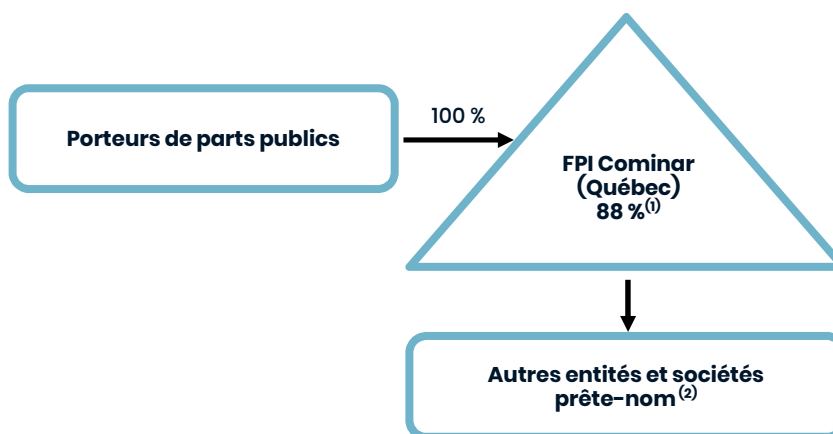 Porteurs de parts publics
100 %
FPI Cominar
(Québec)
88 %(1)
Autres entités et sociétés
prête-nom(2)